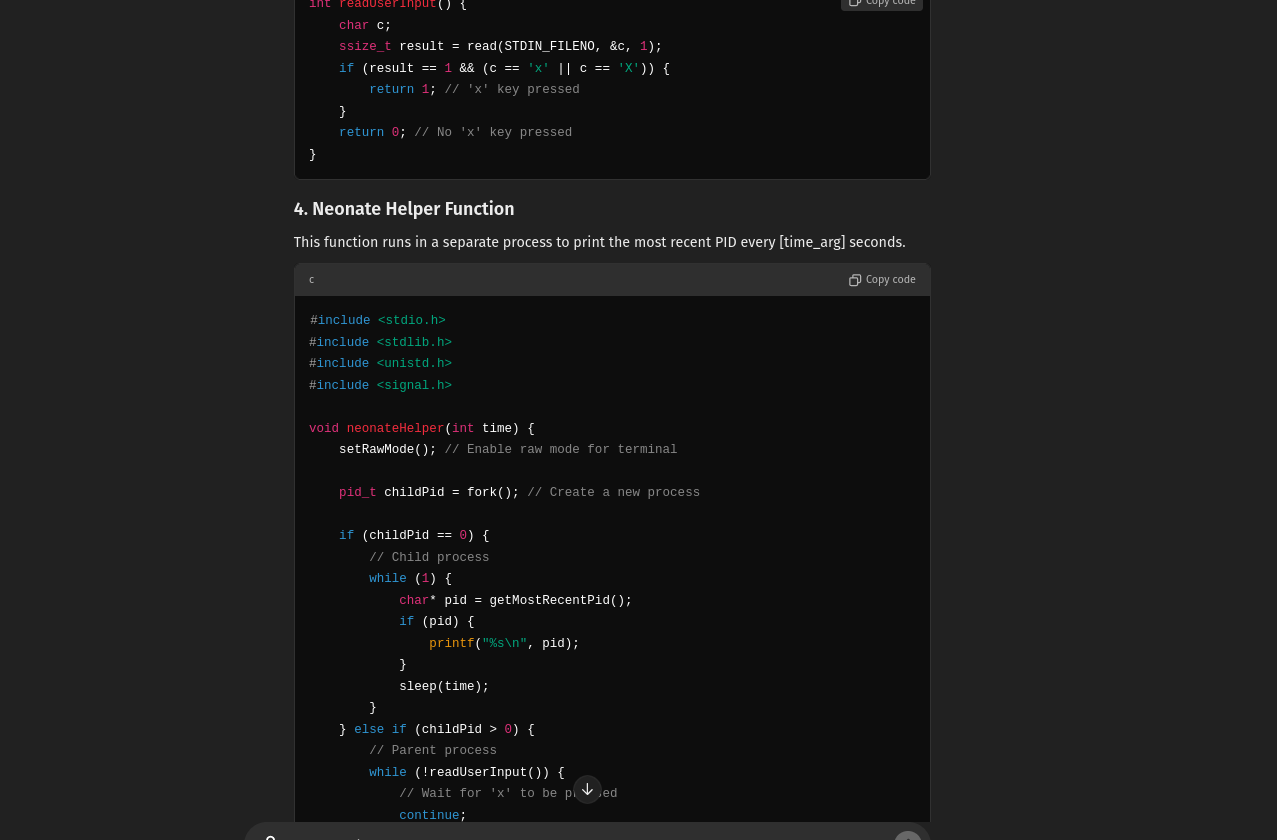 int readUserInput() {
Copy code
char c;
ssize_t result = read(STDIN_FILENO, &c, 1);
if (result == 1 && (c == 'x' || c == 'X')) {
return 1; // 'x' key pressed
}
return 0; // No 'x' key pressed
}
4. Neonate Helper Function
This function runs in a separate process to print the most recent PID every [time_arg] seconds.
c
Copy code
#include <stdio.h>
#include <stdlib.h>
#include <unistd.h>
#include <signal.h>
void neonateHelper(int time) {
setRawMode(); // Enable raw mode for terminal
pid_t childPid = fork(); // Create a new process
if (childPid == 0) {
// Child process
while (1) {
char* pid = getMostRecentPid();
if (pid) {
printf("%s\n", pid);
}
sleep(time);
}
} else if (childPid > 0) {
// Parent process
while (!readUserInput()) {
// Wait for 'x' to be pressed
continue;